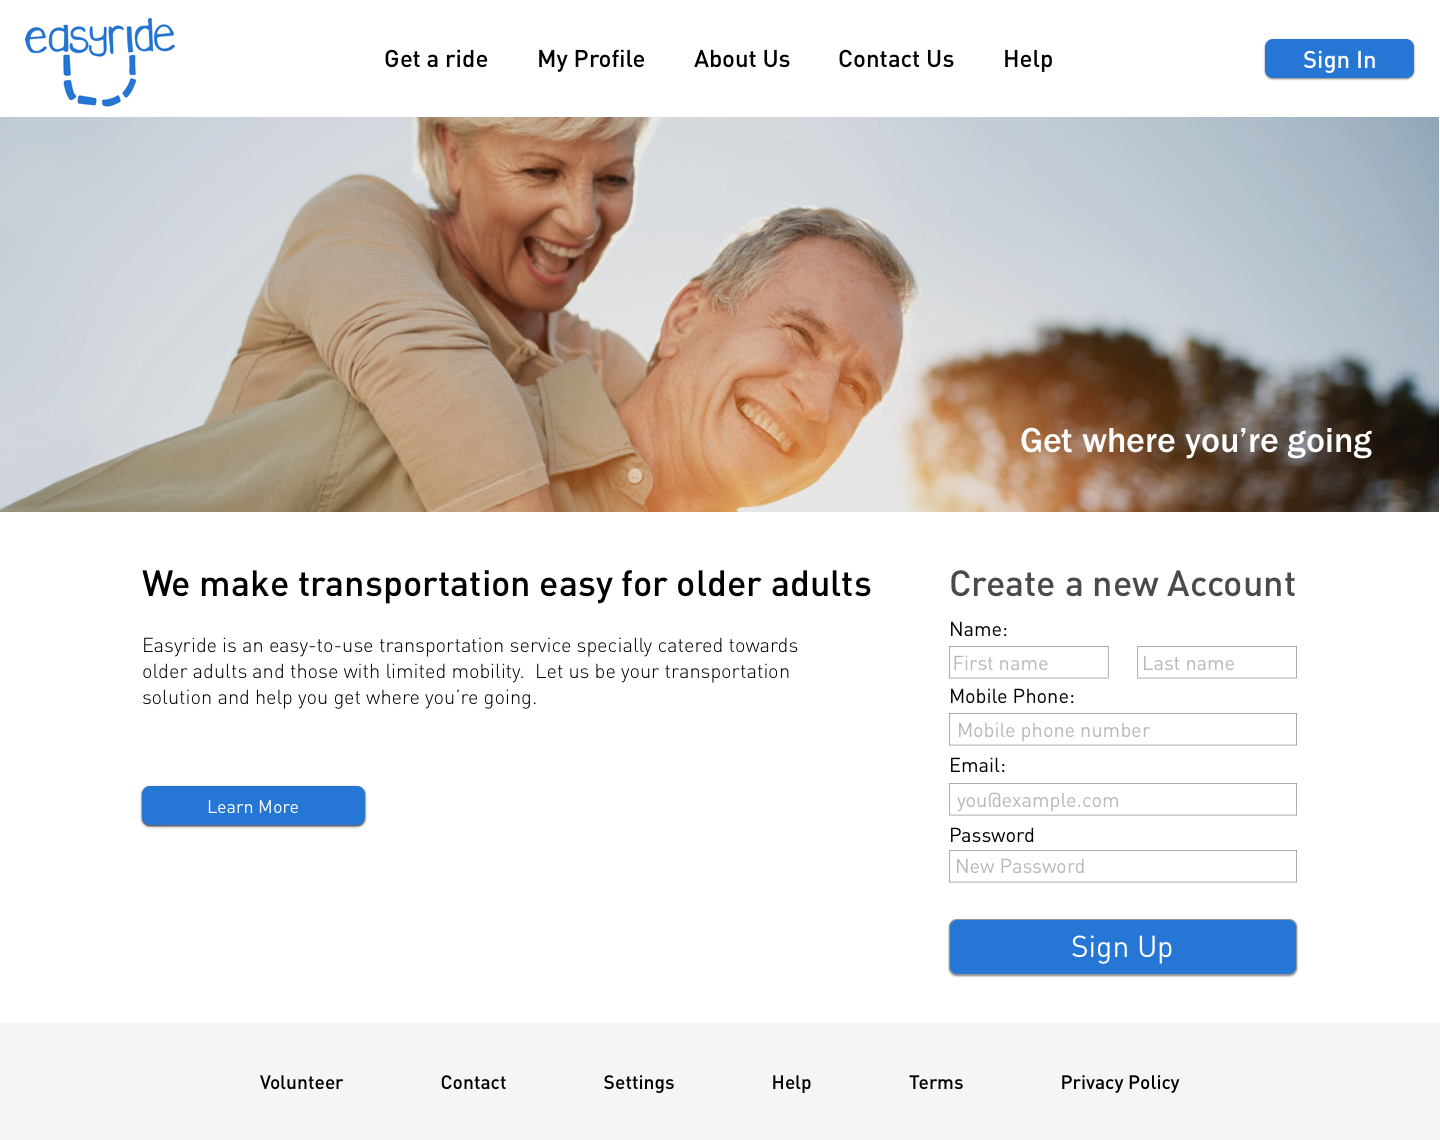 easyride
Get a ride
My Profile
About Us
Contact Us
Help
Sign In
Get where you’re going
We make transportation easy for older adults
Easyride is an easy-to-use transportation service specially catered towards
older adults and those with limited mobility.  Let us be your transportation
solution and help you get where you’re going.
Learn More
Create a new Account
Name:
First name
Last name
Mobile Phone:
Mobile phone number
Email:
you@example.com
Password
New Password
Sign Up
Volunteer
Contact
Settings
Help
Terms
Privacy Policy